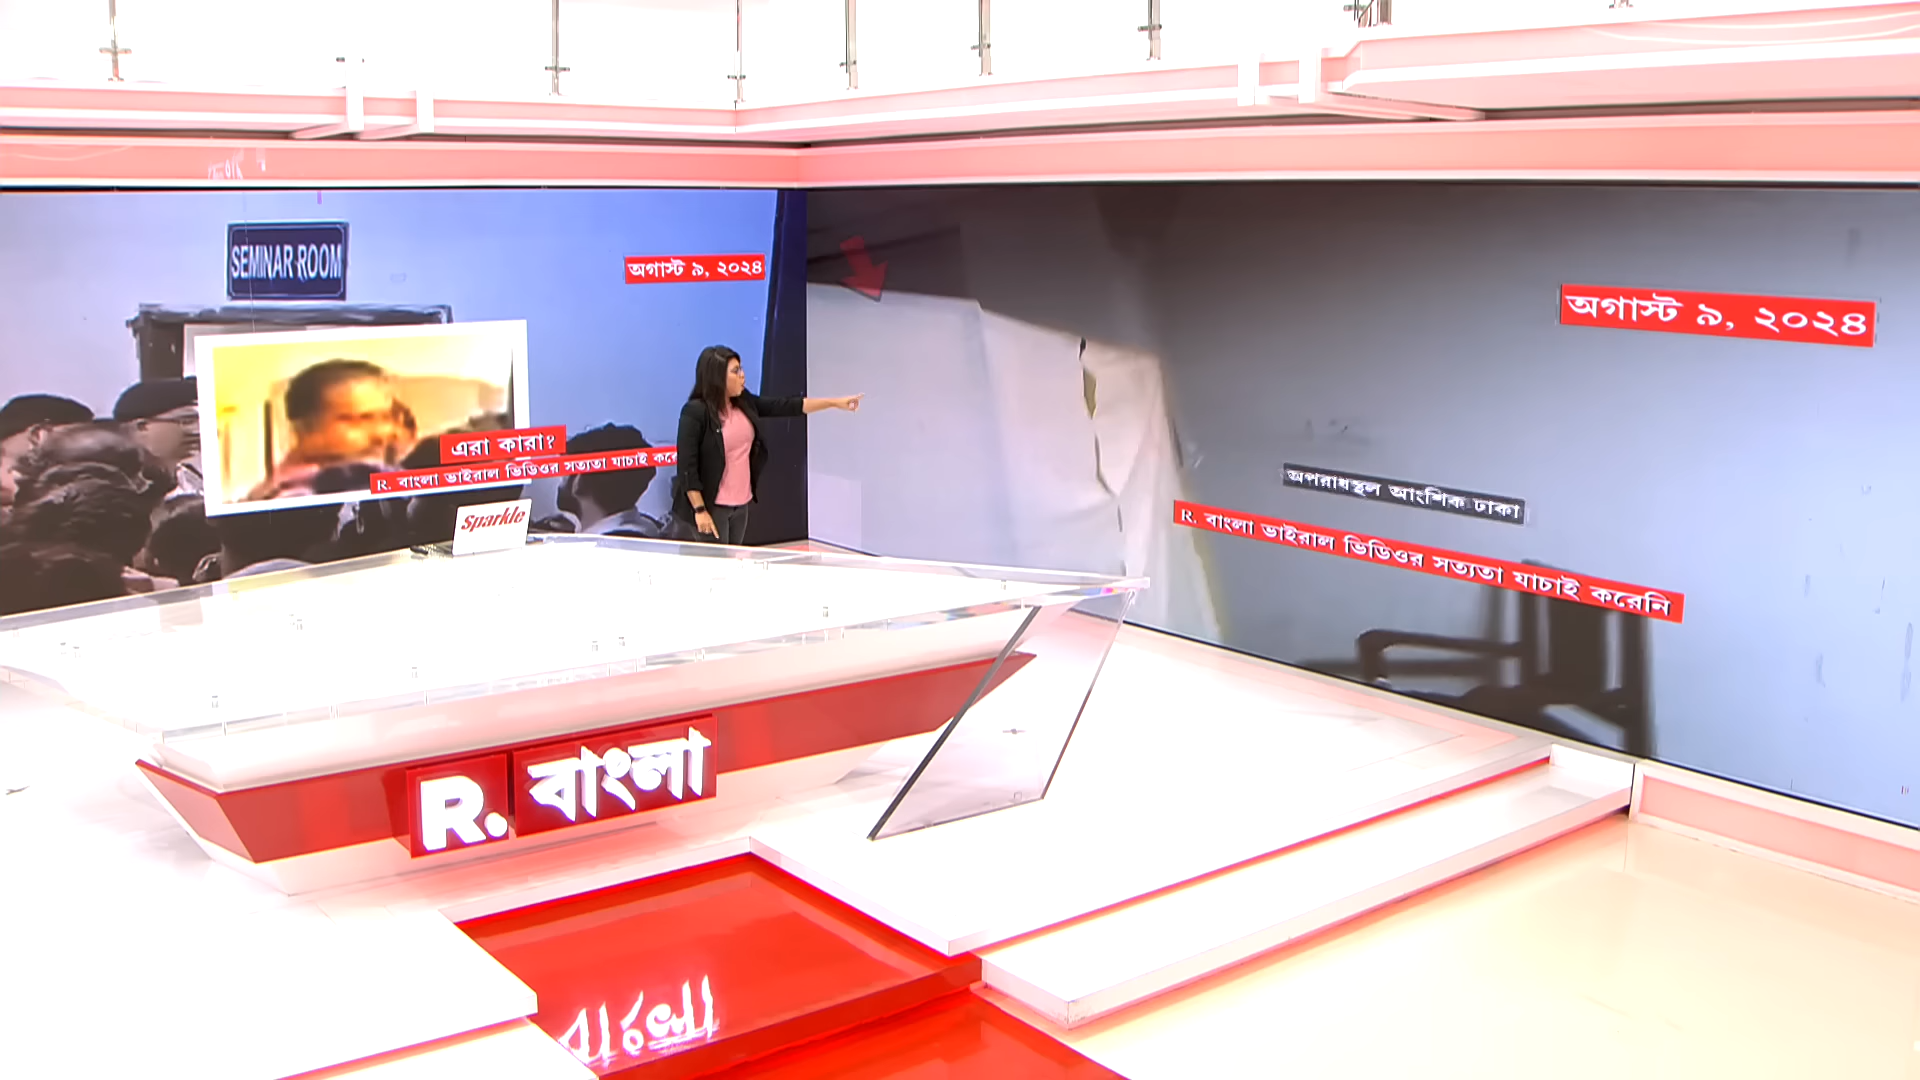 SEMINAR ROOM
অগাস্ট ৯, ২০২৪
অগাস্ট ৯, ২০২৪
এরা কারা?
R. বাংলা ভাইরাল ভিডিওর সত্যতা যাচাই করে
অপরাধস্থল আংশিক ঢাকা
R. বাংলা ভাইরাল ভিডিওর সত্যতা যাচাই করেনি
Sparkle
R. বাংলা
বাংলা